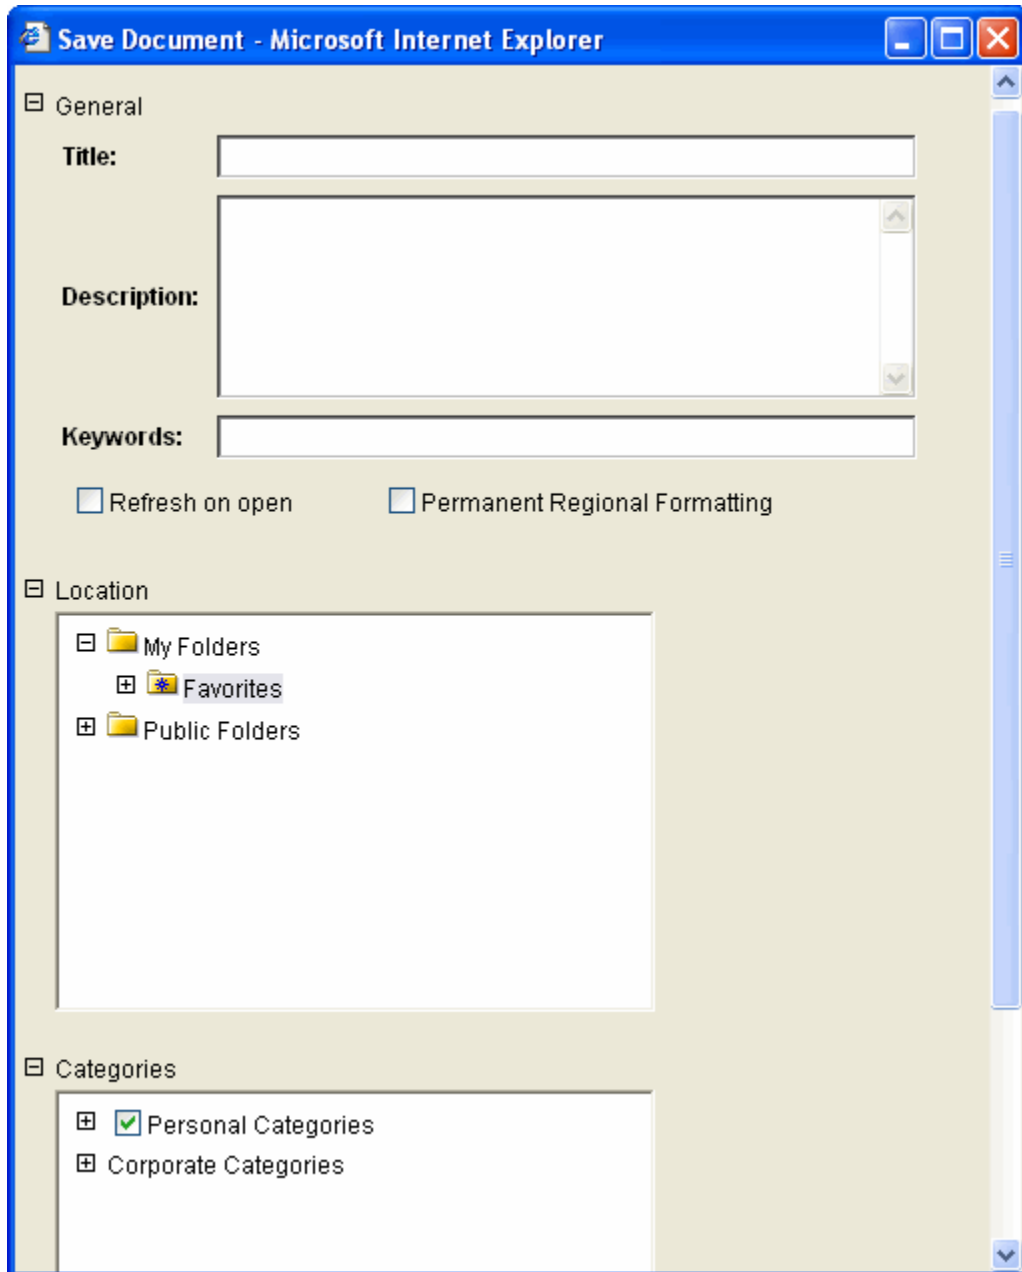 Save Document - Microsoft Internet Explorer
General
Title:
Description:
Keywords:
Refresh on open Permanent Regional Formatting
Location
My Folders
Favorites
Public Folders
Categories
Personal Categories
Corporate Categories